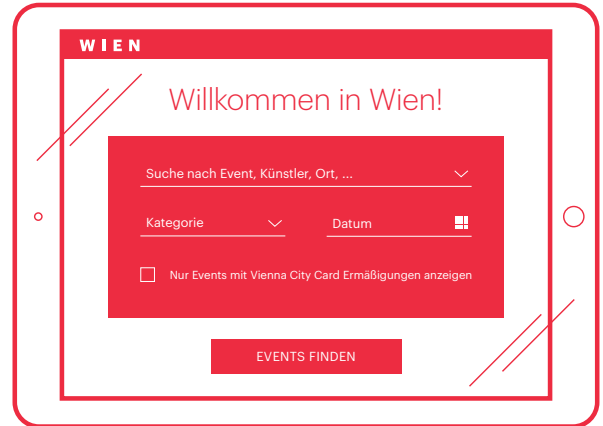 WIEN
Willkommen in Wien!
Suche nach Event, Künstler, Ort, ...
Kategorie
Datum
Nur Events mit Vienna City Card Ermäßigungen anzeigen
EVENTS FINDEN